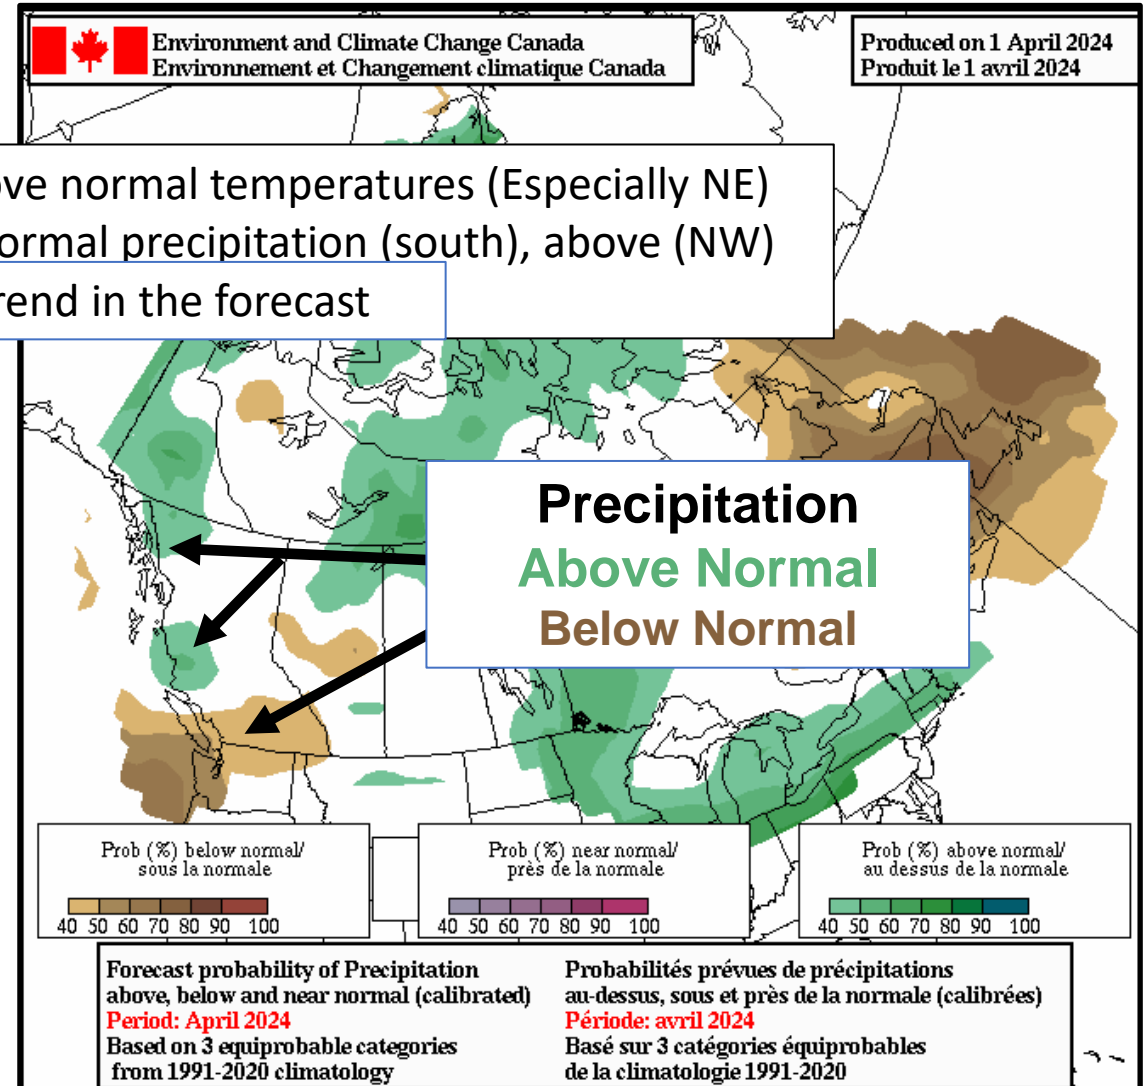 Environment and Climate Change Canada
Environnement et Changement climatique Canada
Produced on 1 April 2024
Produit le 1 avril 2024
normal temperatures (Especially NE)
precipitation (south), above (NW)
in the forecast
Precipitation
Above Normal
Below Normal
Prob (%) below normal/
sous la normale
40 50 60 70 80 90 100
Prob (%) near normal/
près de la normale
40 50 60 70 80 90 100
Prob (%) above normal/
au dessus de la normale
40 50 60 70 80 90 100
Forecast probability of Precipitation
above, below and near normal (calibrated)
Period: April 2024
Based on 3 equiprobable categories
from 1991-2020 climatology
Probabilités prévues de précipitations
au-dessus, sous et près de la normale (calibrées)
Période: avril 2024
Basé sur 3 catégories équiprobables
de la climatologie 1991-2020